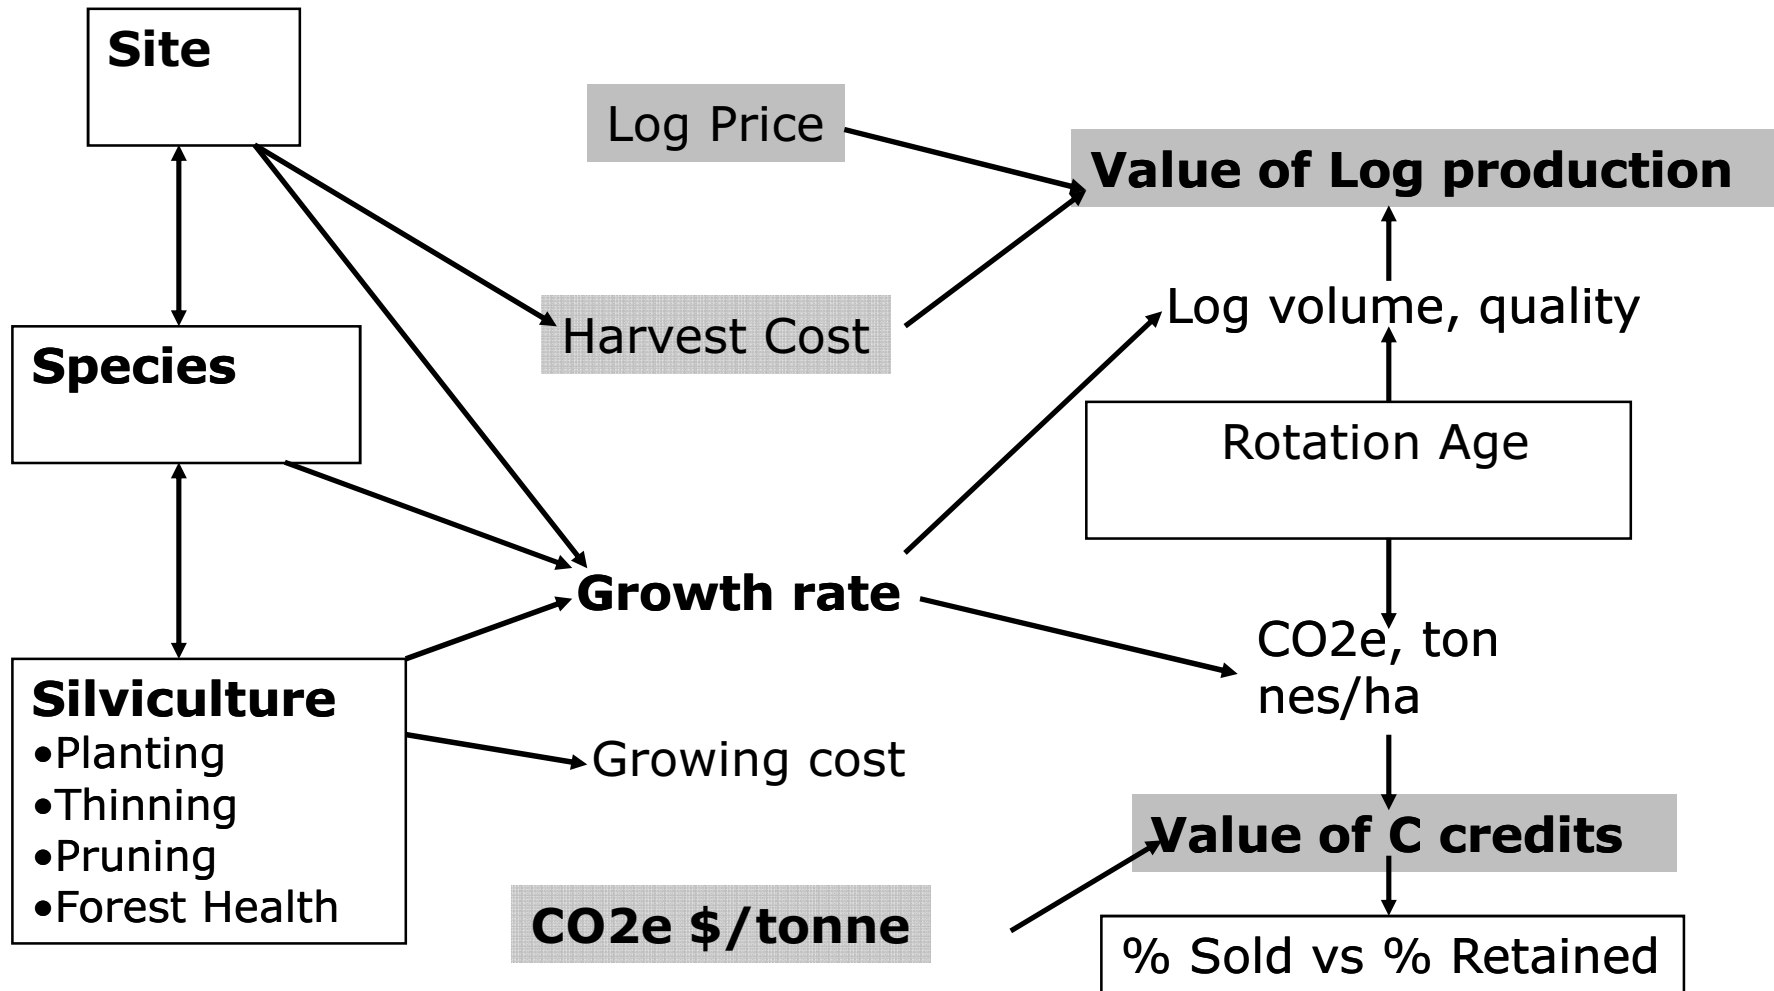 Site
Log Price
Value of Log production
Log volume, quality
Harvest Cost
Species
Rotation Age
Growth rate
CO2e, ton
nes/ha
Silviculture
•Planting
•Thinning
•Pruning
•Forest Health
Growing cost
Value of C credits
CO2e $/tonne
% Sold vs % Retained